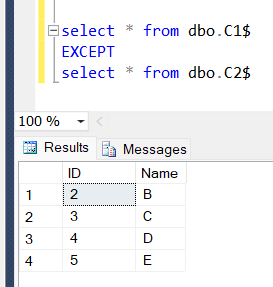 select * from dbo.C1$
EXCEPT
select * from dbo.C2$
100 %
Results Messages
ID Name
1 2 B
2 3 C
3 4 D
4 5 E